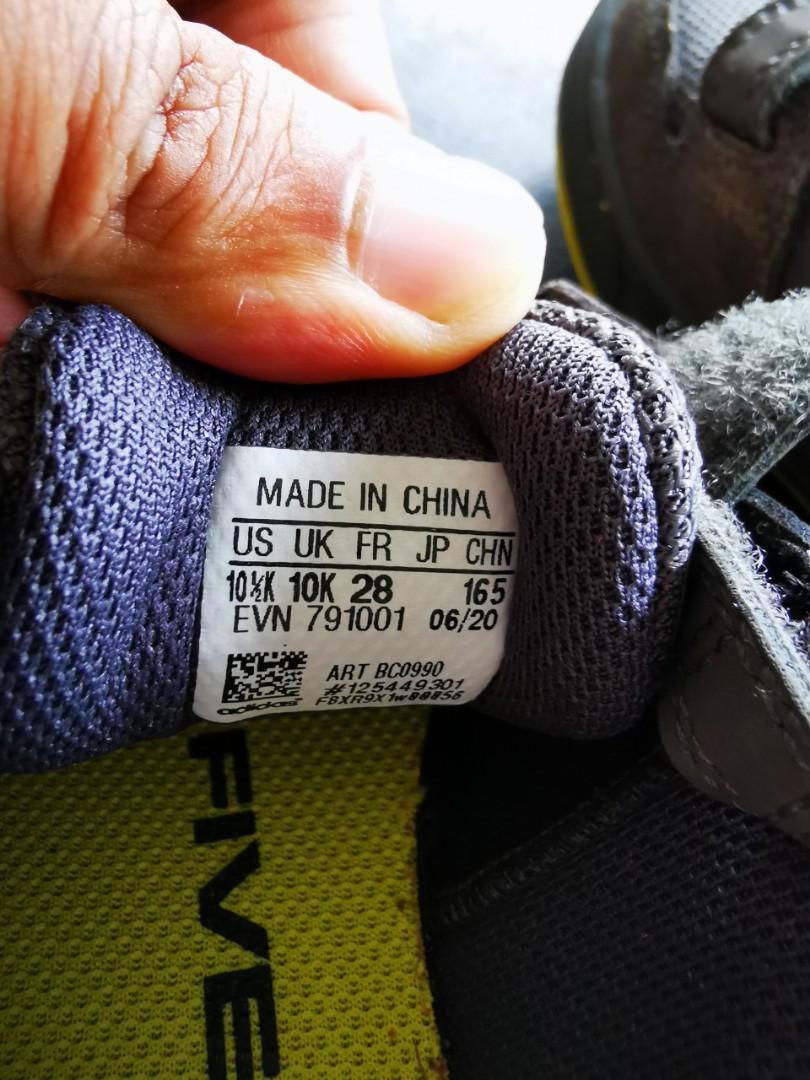 MADE IN CHINA
US UK FR JP CHN
10½K 10K 28 165
EVN 791001 06/20
ART BC0990
#125449301
adidas
FIVE